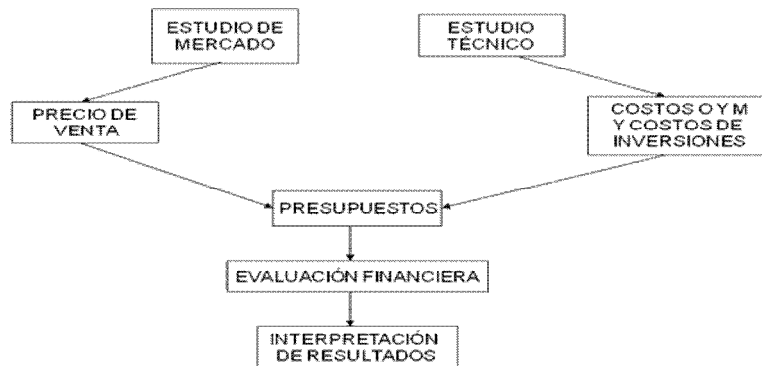 ESTUDIO DE
MERCADO
ESTUDIO
TÉCNICO
PRECIO DE
VENTA
COSTOS O Y M
Y COSTOS DE
INVERSIONES
PRESUPUESTOS
EVALUACIÓN FINANCIERA
INTERPRETACIÓN
DE RESULTADOS